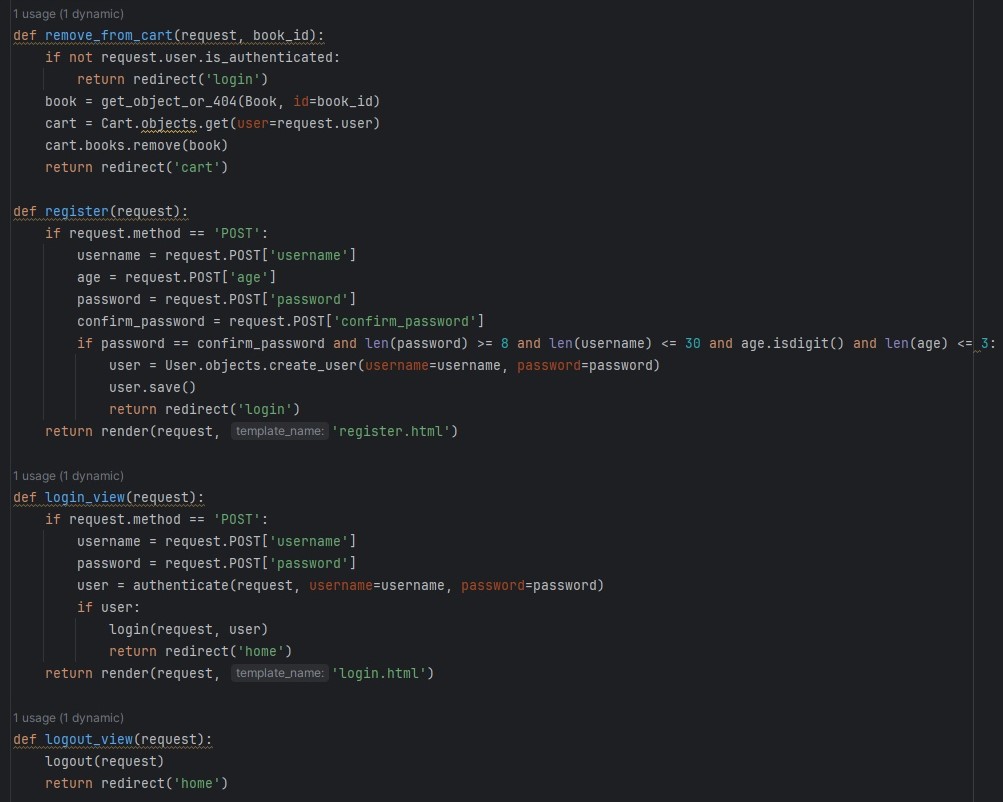 1 usage (1 dynamic)
def remove_from_cart(request, book_id):
    if not request.user.is_authenticated:
        return redirect('login')
    book = get_object_or_404(Book, id=book_id)
    cart = Cart.objects.get(user=request.user)
    cart.books.remove(book)
    return redirect('cart')

def register(request):
    if request.method == 'POST':
        username = request.POST['username']
        age = request.POST['age']
        password = request.POST['password']
        confirm_password = request.POST['confirm_password']
        if password == confirm_password and len(password) >= 8 and len(username) <= 30 and age.isdigit() and len(age) <= 3:
            user = User.objects.create_user(username=username, password=password)
            user.save()
            return redirect('login')
    return render(request, template_name: 'register.html')

1 usage (1 dynamic)
def login_view(request):
    if request.method == 'POST':
        username = request.POST['username']
        password = request.POST['password']
        user = authenticate(request, username=username, password=password)
        if user:
            login(request, user)
            return redirect('home')
    return render(request, template_name: 'login.html')

1 usage (1 dynamic)
def logout_view(request):
    logout(request)
    return redirect('home')